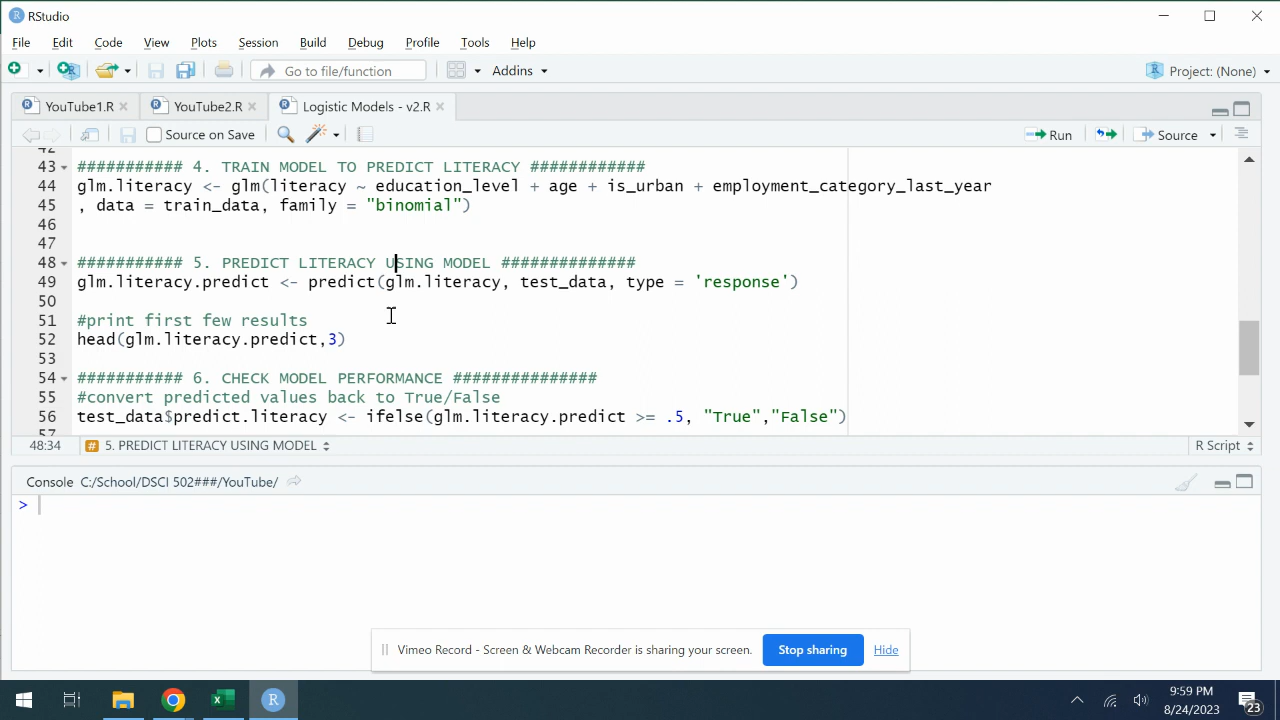 RStudio
File Edit Code View Plots Session Build Debug Profile Tools Help
Go to file/function Addins Project: (None)
YouTube1.R YouTube2.R Logistic Models - v2.R
Source on Save Run Source
42
43 ########### 4. TRAIN MODEL TO PREDICT LITERACY ############
44 glm.literacy <- glm(literacy ~ education_level + age + is_urban + employment_category_last_year
45 , data = train_data, family = "binomial")
46
47
48 ########### 5. PREDICT LITERACY USING MODEL ##############
49 glm.literacy.predict <- predict(glm.literacy, test_data, type = 'response')
50
51 #print first few results
52 head(glm.literacy.predict,3)
53
54 ########### 6. CHECK MODEL PERFORMANCE ###############
55 #convert predicted values back to True/False
56 test_data$predict.literacy <- ifelse(glm.literacy.predict >= .5, "True","False")
57
48:34 # 5. PREDICT LITERACY USING MODEL R Script
Console C:/School/DSCI 502###/YouTube/
>
Vimeo Record - Screen & Webcam Recorder is sharing your screen. Stop sharing Hide
9:59 PM
8/24/2023
23